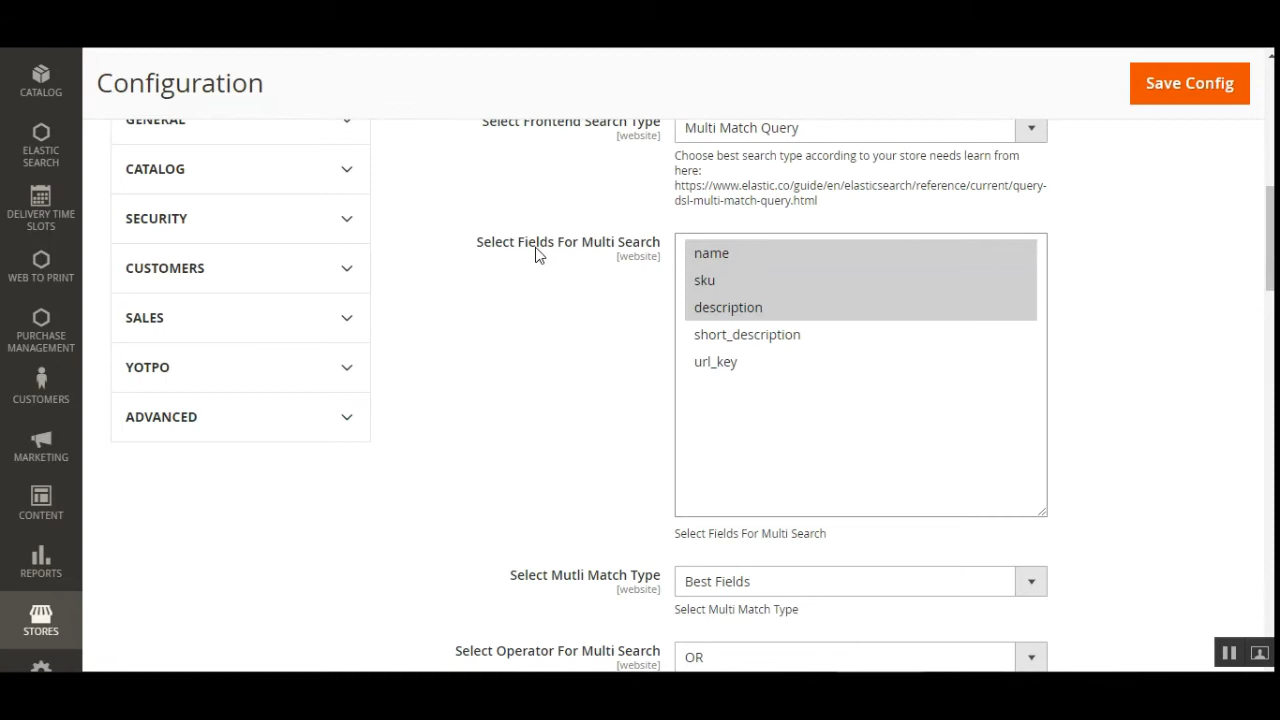 Configuration
Save Config
CATALOG
ELASTIC
SEARCH
DELIVERY TIME
SLOTS
WEB TO PRINT
PURCHASE
MANAGEMENT
CUSTOMERS
MARKETING
CONTENT
REPORTS
STORES
GENERAL
CATALOG
SECURITY
CUSTOMERS
SALES
YOTPO
ADVANCED
Select Frontend Search Type
[website]
Multi Match Query
Choose best search type according to your store needs learn from
here:
https://www.elastic.co/guide/en/elasticsearch/reference/current/query-
dsl-multi-match-query.html
Select Fields For Multi Search
[website]
name
sku
description
short_description
url_key
Select Fields For Multi Search
Select Mutli Match Type
[website]
Best Fields
Select Multi Match Type
Select Operator For Multi Search
[website]
OR